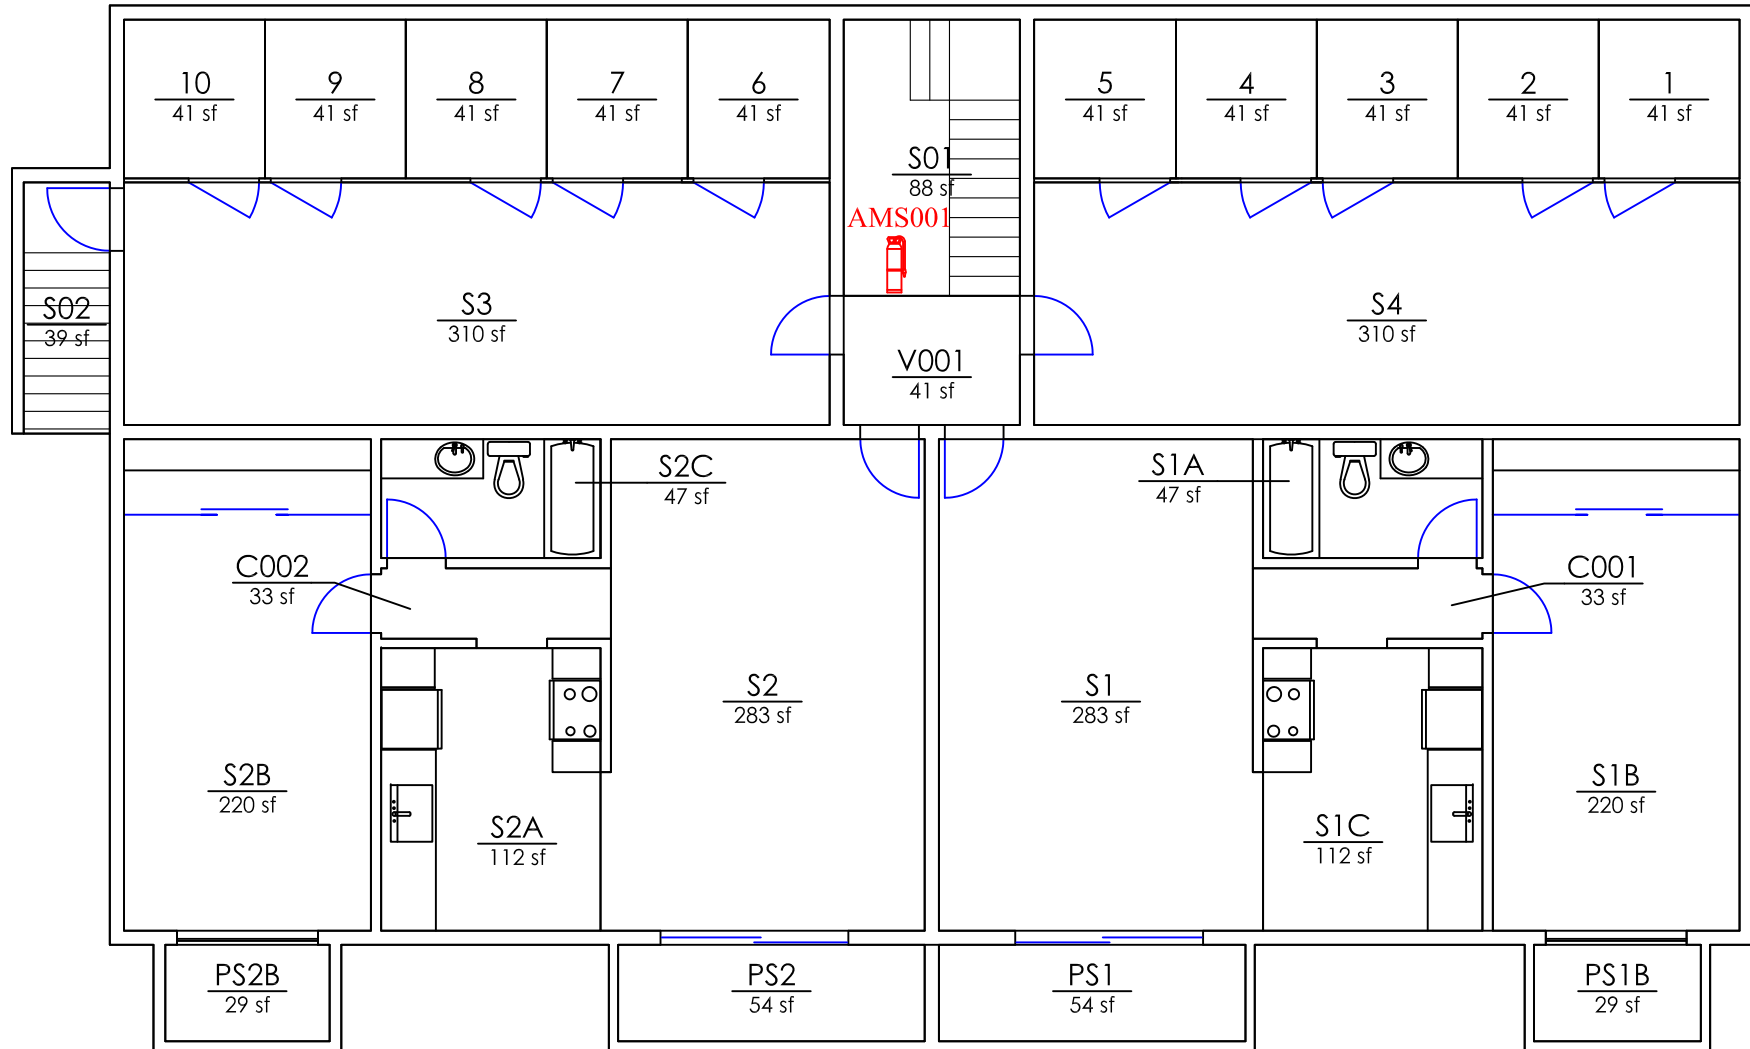 10
41 sf
9
41 sf
8
41 sf
7
41 sf
6
41 sf
5
41 sf
4
41 sf
3
41 sf
2
41 sf
1
41 sf
S01
88 sf
AMS001
S02
39 sf
S3
310 sf
S4
310 sf
V001
41 sf
S2C
47 sf
S1A
47 sf
C002
33 sf
C001
33 sf
S2
283 sf
S1
283 sf
S2B
220 sf
S1B
220 sf
S2A
112 sf
S1C
112 sf
PS2B
29 sf
PS2
54 sf
PS1
54 sf
PS1B
29 sf